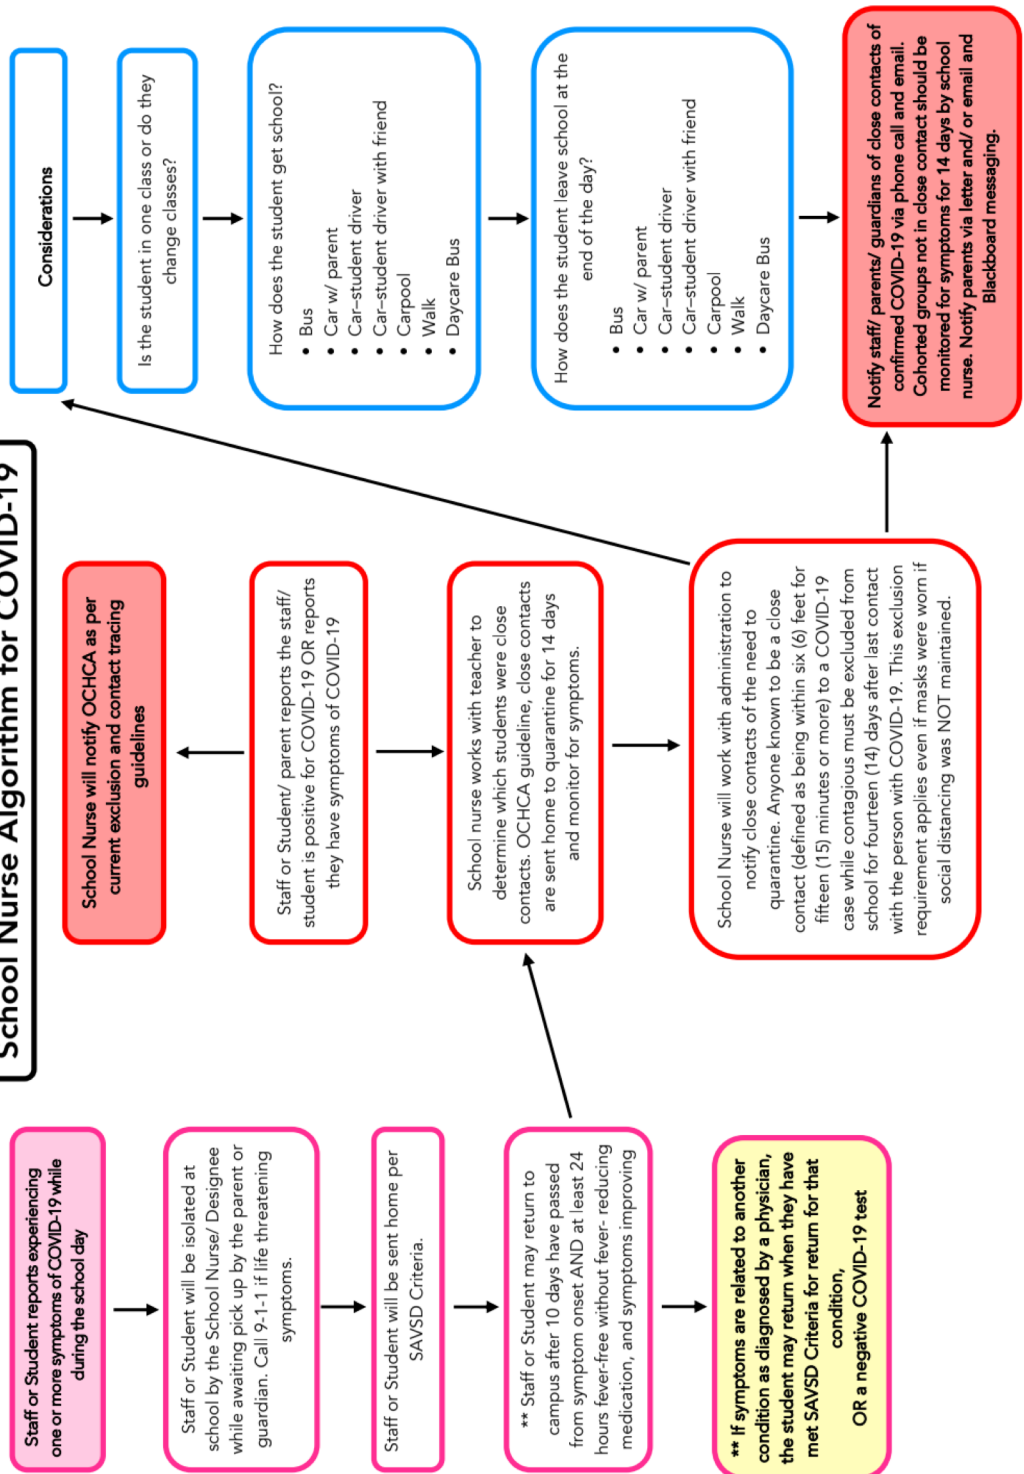 School Nurse Algorithm for COVID-19
Staff or Student reports experiencing
one or more symptoms of COVID-19 while
during the school day
Staff or Student will be isolated at
school by the School Nurse/ Designee
while awaiting pick up by the parent or
guardian. Call 9-1-1 if life threatening
symptoms.
Staff or Student will be sent home per
SAVSD Criteria.
** Staff or Student may return to
campus after 10 days have passed
from symptom onset AND at least 24
hours fever-free without fever- reducing
medication, and symptoms improving
** If symptoms are related to another
condition as diagnosed by a physician,
the student may return when they have
met SAVSD Criteria for return for that
condition,
OR a negative COVID-19 test
School Nurse will notify OCHCA as per
current exclusion and contact tracing
guidelines
Staff or Student/ parent reports the staff/
student is positive for COVID-19 OR reports
they have symptoms of COVID-19
School nurse works with teacher to
determine which students were close
contacts. OCHCA guideline, close contacts
are sent home to quarantine for 14 days
and monitor for symptoms.
School Nurse will work with administration to
notify close contacts of the need to
quarantine. Anyone known to be a close
contact (defined as being within six (6) feet for
fifteen (15) minutes or more) to a COVID-19
case while contagious must be excluded from
school for fourteen (14) days after last contact
with the person with COVID-19. This exclusion
requirement applies even if masks were worn if
social distancing was NOT maintained.
Considerations
Is the student in one class or do they
change classes?
How does the student get school?
• Bus
• Car w/ parent
• Car–student driver
• Car–student driver with friend
• Carpool
• Walk
• Daycare Bus
How does the student leave school at the
end of the day?
• Bus
• Car w/ parent
• Car–student driver
• Car–student driver with friend
• Carpool
• Walk
• Daycare Bus
Notify staff/ parents/ guardians of close contacts of
confirmed COVID-19 via phone call and email.
Cohorted groups not in close contact should be
monitored for symptoms for 14 days by school
nurse. Notify parents via letter and/ or email and
Blackboard messaging.